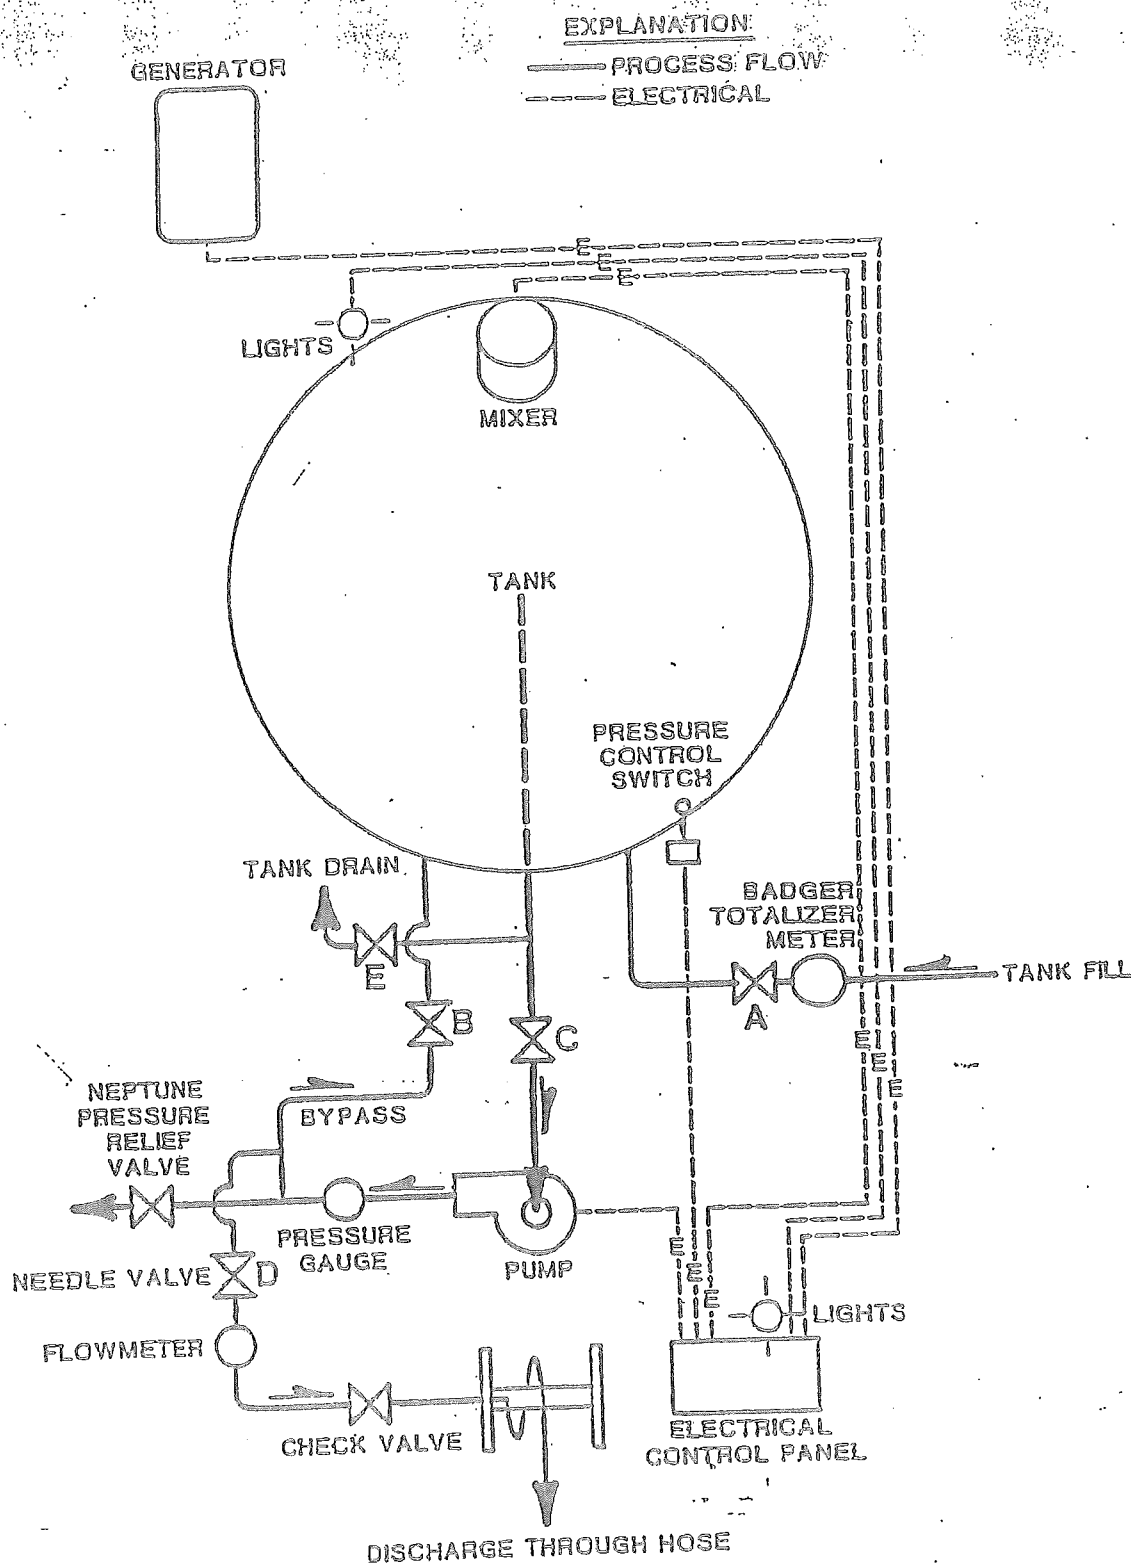 EXPLANATION
PROCESS FLOW
ELECTRICAL
GENERATOR
E
E
E
LIGHTS
MIXER
TANK
PRESSURE
CONTROL
SWITCH
TANK DRAIN
BADGER
TOTALIZER
METER
E
TANK FILL
B
A
C
E
E
E
NEPTUNE
PRESSURE
RELIEF
VALVE
BYPASS
PRESSURE
GAUGE
E
E
E
NEEDLE VALVE
D
PUMP
LIGHTS
FLOWMETER
CHECK VALVE
ELECTRICAL
CONTROL PANEL
DISCHARGE THROUGH HOSE